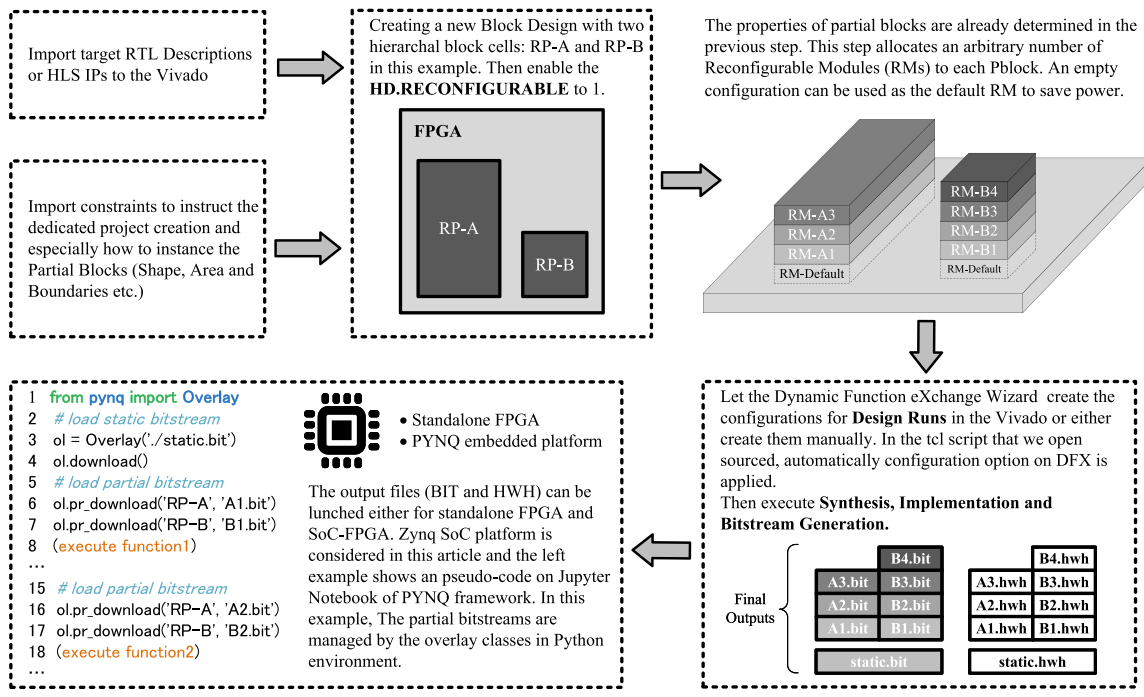 Import target RTL Descriptions
or HLS IPs to the Vivado
Import constraints to instruct the
dedicated project creation and
especially how to instance the
Partial Blocks (Shape, Area and
Boundaries etc.)
Creating a new Block Design with two
hierarchal block cells: RP-A and RP-B
in this example. Then enable the
HD.RECONFIGURABLE to 1.
FPGA
RP-A
RP-B
The properties of partial blocks are already determined in the
previous step. This step allocates an arbitrary number of
Reconfigurable Modules (RMs) to each Pblock. An empty
configuration can be used as the default RM to save power.
RM-A3
RM-A2
RM-A1
RM-Default
RM-B4
RM-B3
RM-B2
RM-B1
RM-Default
Let the Dynamic Function eXchange Wizard create the
configurations for Design Runs in the Vivado or either
create them manually. In the tcl script that we open
sourced, automatically configuration option on DFX is
applied.
Then execute Synthesis, Implementation and
Bitstream Generation.
Final
Outputs
B4.bit
A3.bit B3.bit
A2.bit B2.bit
A1.bit B1.bit
static.bit
B4.hwh
A3.hwh B3.hwh
A2.hwh B2.hwh
A1.hwh B1.hwh
static.hwh
• Standalone FPGA
• PYNQ embedded platform
The output files (BIT and HWH) can be
lunched either for standalone FPGA and
SoC-FPGA. Zynq SoC platform is
considered in this article and the left
example shows an pseudo-code on Jupyter
Notebook of PYNQ framework. In this
example, The partial bitstreams are
managed by the overlay classes in Python
environment.
1 from pynq import Overlay
2 # load static bitstream
3 ol = Overlay('./static.bit')
4 ol.download()
5 # load partial bitstream
6 ol.pr_download('RP-A', 'A1.bit')
7 ol.pr_download('RP-B', 'B1.bit')
8 (execute function1)
...
15 # load partial bitstream
16 ol.pr_download('RP-A', 'A2.bit')
17 ol.pr_download('RP-B', 'B2.bit')
18 (execute function2)
...